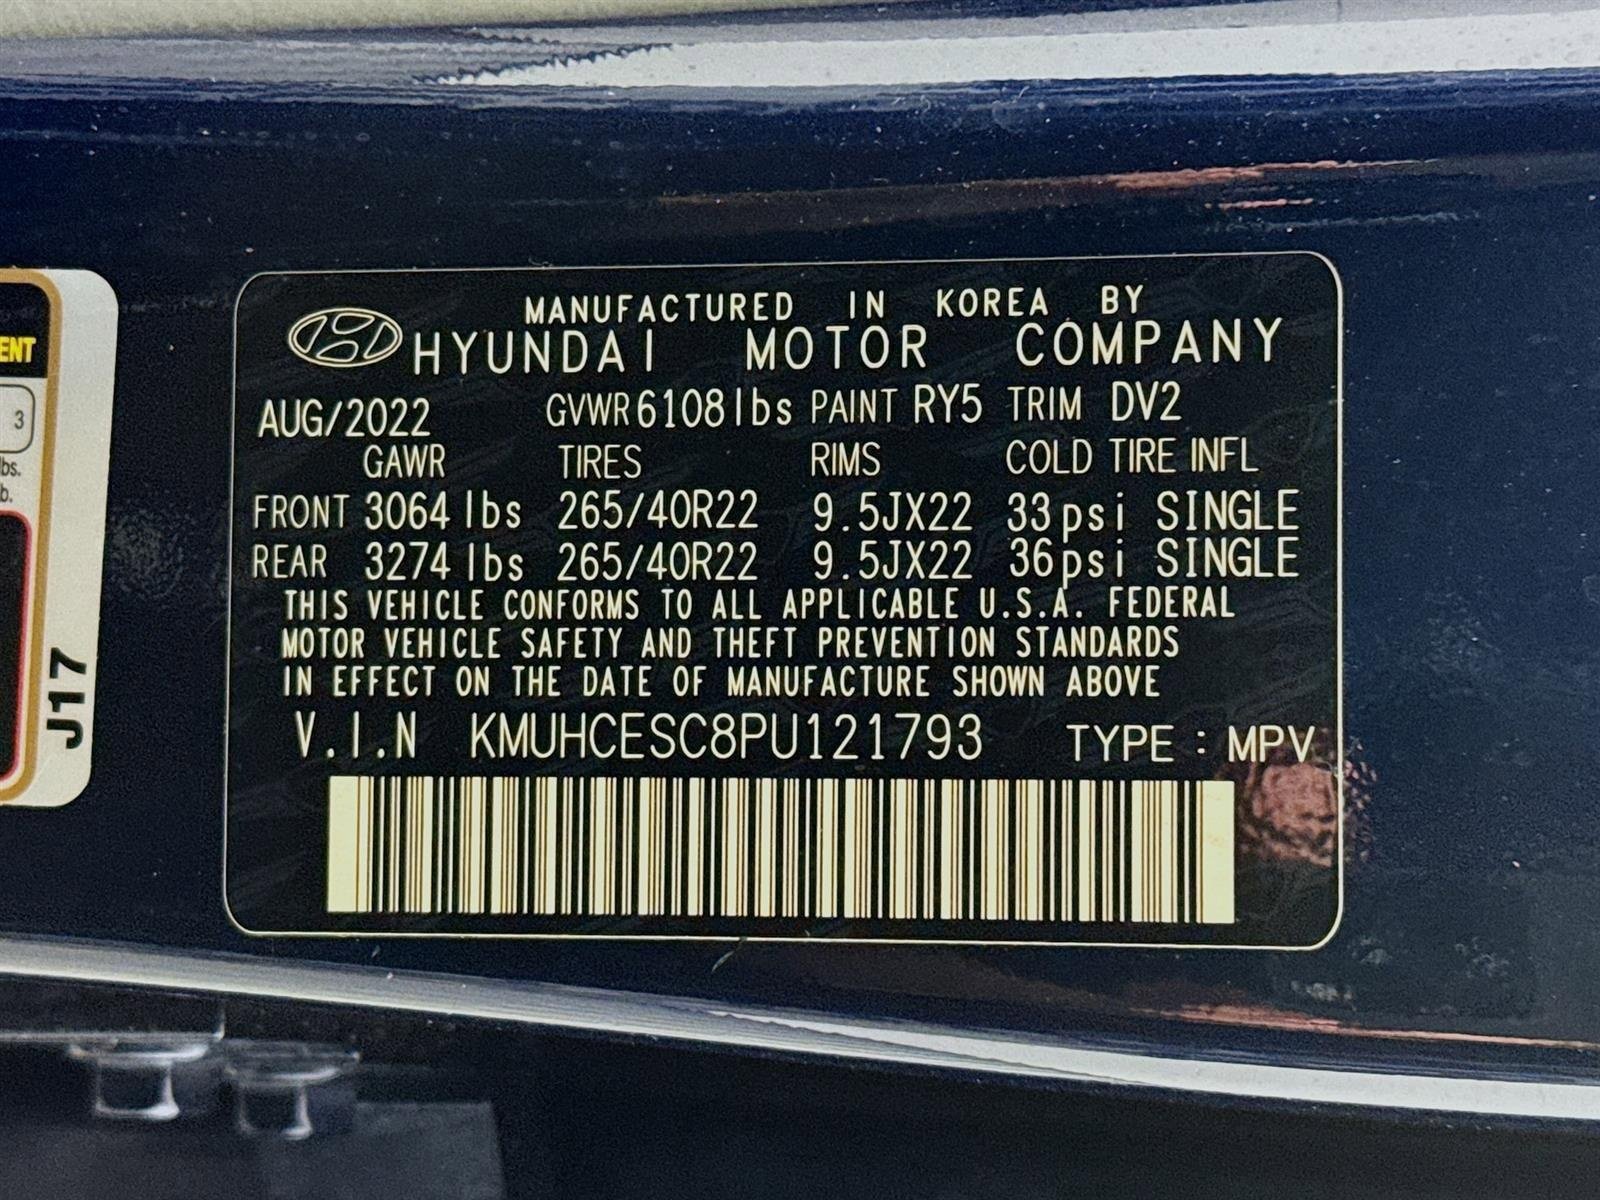 ENT
3
lbs.
b.
J17
MANUFACTURED IN KOREA BY
HYUNDAI MOTOR COMPANY
AUG/2022 GVWR 6108lbs PAINT RY5 TRIM DV2
GAWR TIRES RIMS COLD TIRE INFL
FRONT 3064 lbs 265/40R22 9.5JX22 33psi SINGLE
REAR 3274 lbs 265/40R22 9.5JX22 36psi SINGLE
THIS VEHICLE CONFORMS TO ALL APPLICABLE U.S.A. FEDERAL
MOTOR VEHICLE SAFETY AND THEFT PREVENTION STANDARDS
IN EFFECT ON THE DATE OF MANUFACTURE SHOWN ABOVE
V.I.N KMUHCESC8PU121793 TYPE : MPV